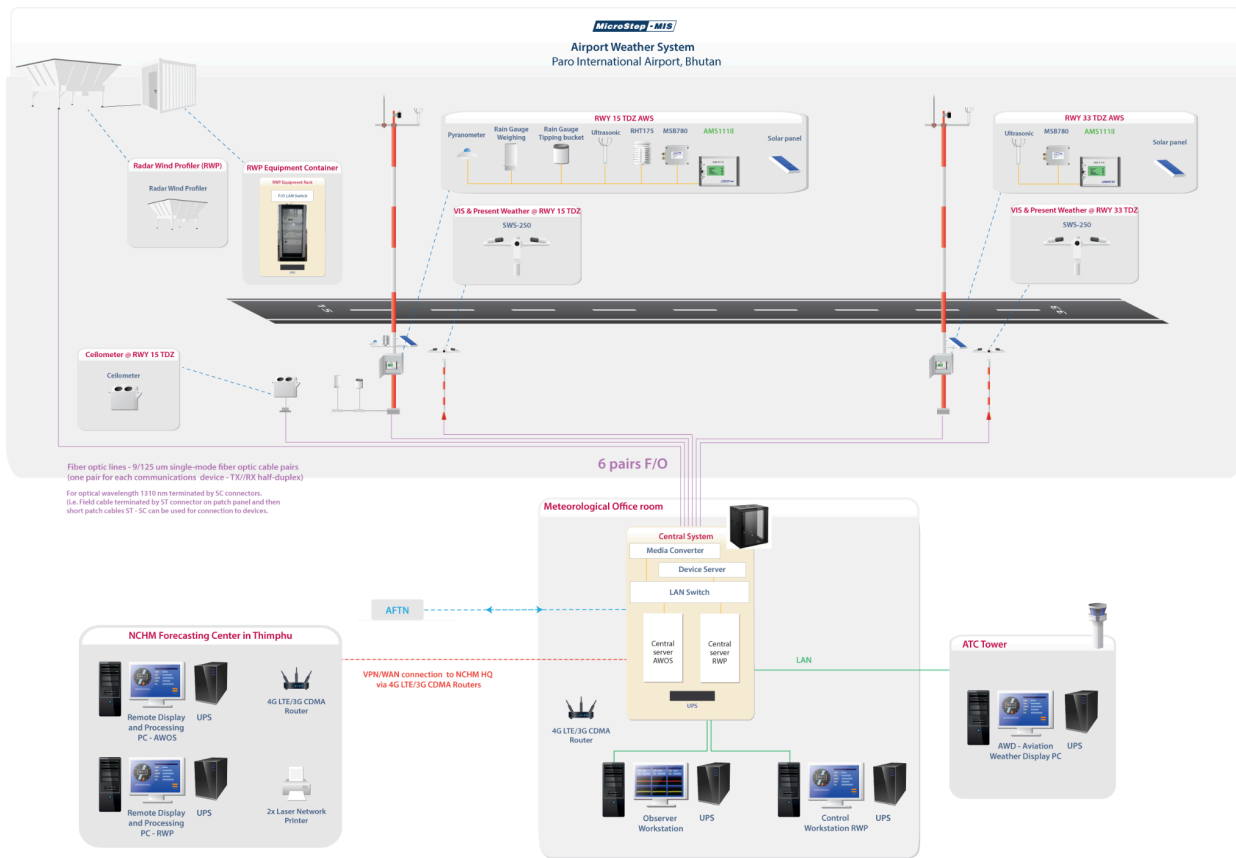 MicroStep - MIS
Airport Weather System
Paro International Airport, Bhutan
RWY 15 TDZ AWS
Pyranometer
Rain Gauge
Weighing
Rain Gauge
Tipping bucket
Ultrasonic
RHT175
MSB780
AMS111II
Solar panel
RWY 33 TDZ AWS
Ultrasonic
MSB780
AMS111II
Solar panel
Radar Wind Profiler (RWP)
Radar Wind Profiler
RWP Equipment Container
RWP Equipment Rack
F/O LAN Switch
UPS
VIS & Present Weather @ RWY 15 TDZ
SWS-250
VIS & Present Weather @ RWY 33 TDZ
SWS-250
15
33
Ceilometer @ RWY 15 TDZ
Ceilometer
Fiber optic lines - 9/125 um single-mode fiber optic cable pairs
(one pair for each communications device - TX//RX half-duplex)
For optical wavelength 1310 nm terminated by SC connectors.
(i.e. Field cable terminated by ST connector on patch panel and then
short patch cables ST - SC can be used for connection to devices.
6 pairs F/O
Meteorological Office room
Central System
Media Converter
Device Server
LAN Switch
Central
server
AWOS
Central
server
RWP
UPS
AFTN
VPN/WAN connection to NCHM HQ
via 4G LTE/3G CDMA Routers
LAN
4G LTE/3G CDMA
Router
Observer
Workstation
UPS
Control
Workstation RWP
UPS
NCHM Forecasting Center in Thimphu
Remote Display
and Processing
PC - AWOS
UPS
4G LTE/3G CDMA
Router
Remote Display
and Processing
PC - RWP
UPS
2x Laser Network
Printer
ATC Tower
AWD - Aviation
Weather Display PC
UPS